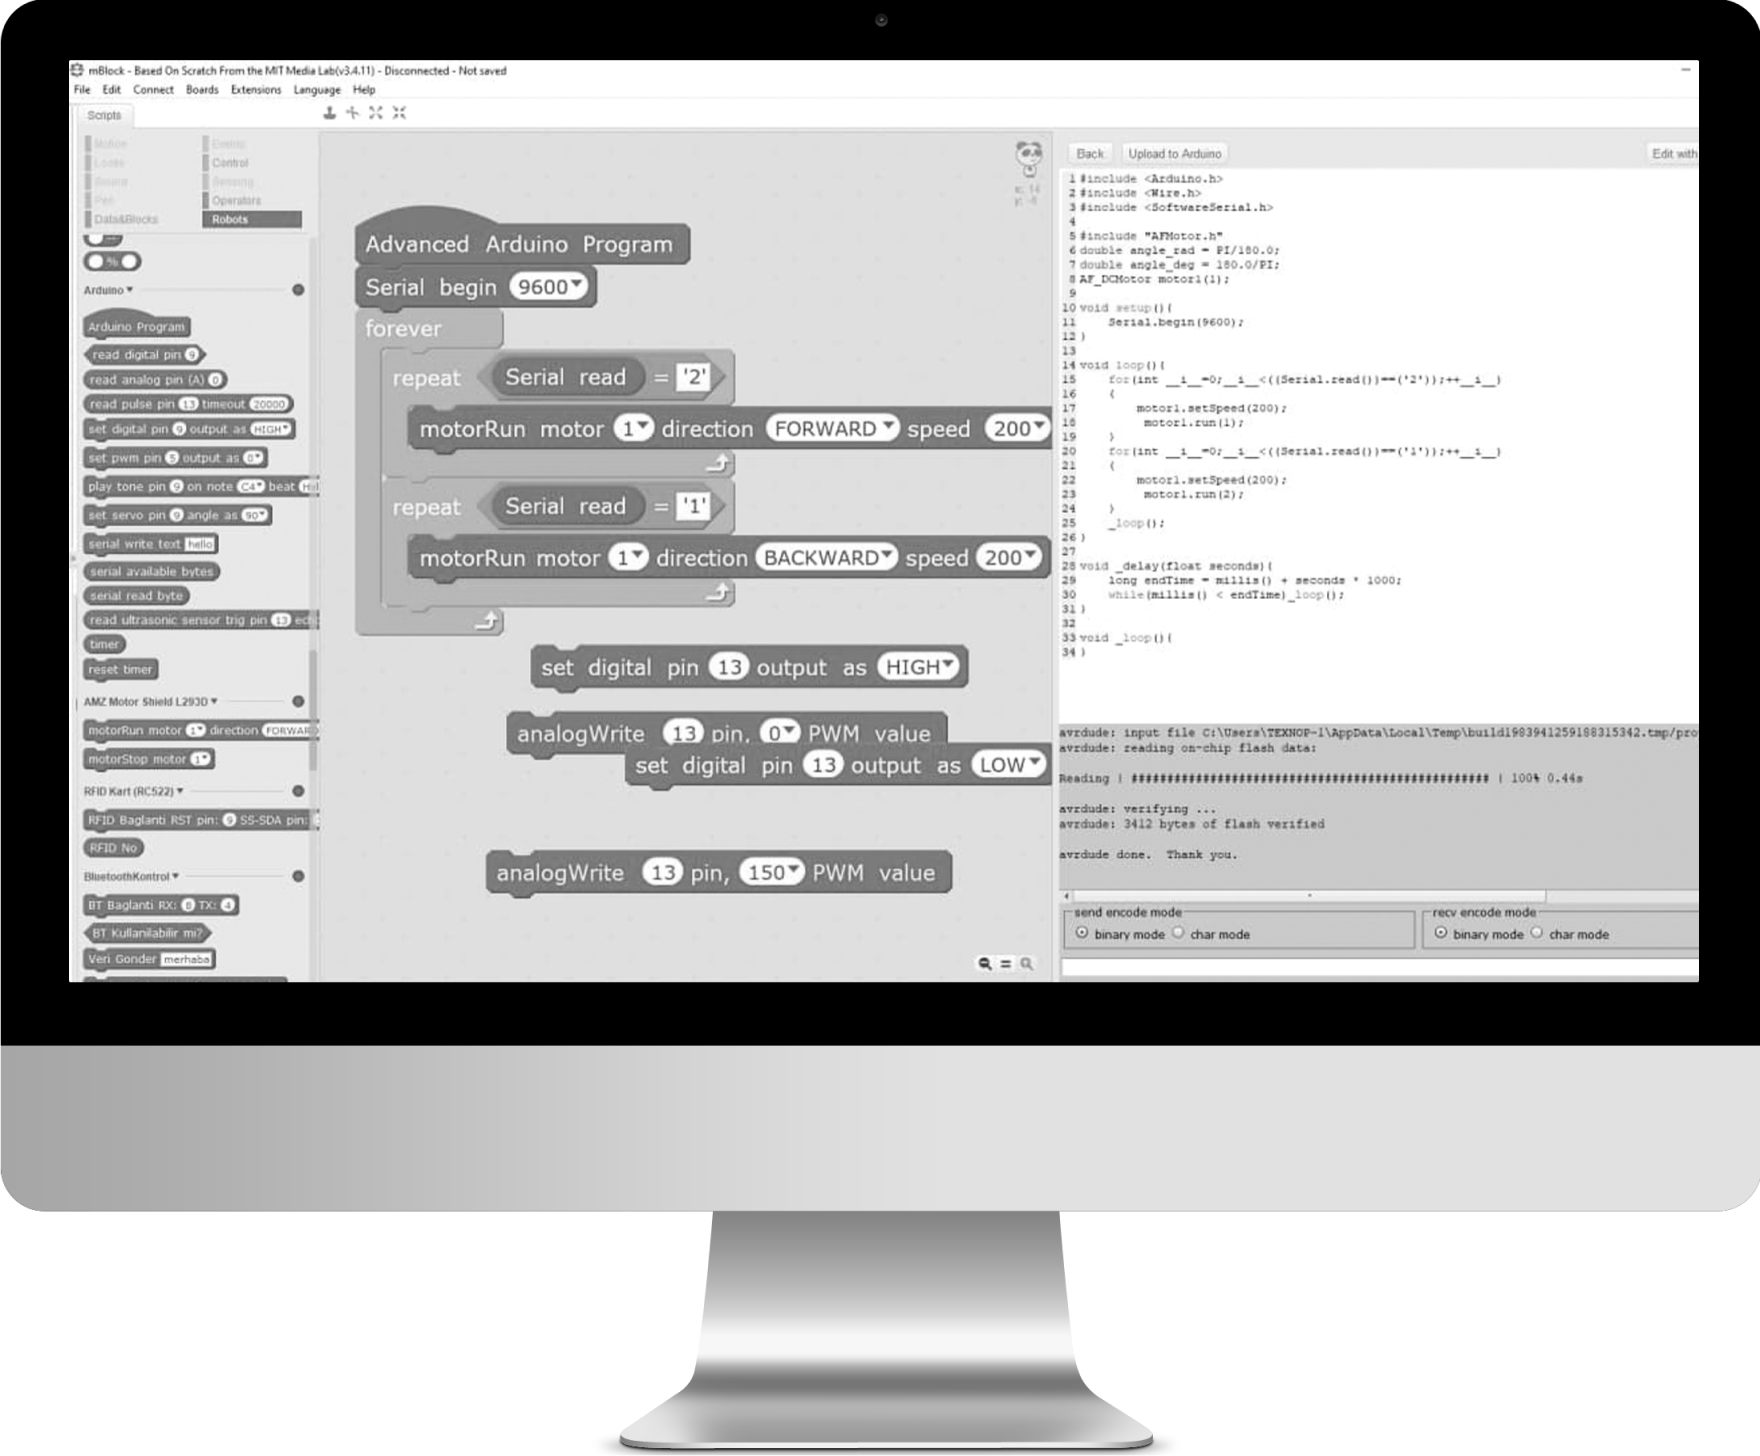 mBlock - Based On Scratch From the MIT Media Lab(v3.4.11) - Disconnected - Not saved
File Edit Connect Boards Extensions Language Help
Scripts
Motion
Events
Looks
Control
Sound
Sensing
Pen
Operators
Data&Blocks
Robots
%
Arduino
Arduino Program
read digital pin 9
read analog pin (A) 0
read pulse pin 13 timeout 20000
set digital pin 9 output as HIGH
set pwm pin 5 output as 0
play tone pin 9 on note C4 beat
set servo pin 9 angle as 90
serial write text hello
serial available bytes
serial read byte
read ultrasonic sensor trig pin 13
timer
reset timer
AMZ Motor Shield L293D
motorRun motor 1 direction FORWAR
motorStop motor 1
RFID Kart (RC522)
RFID Baglanti RST pin: 9 SS-SDA pin:
RFID No
BluetoothKontrol
BT Baglanti RX: TX: 4
BT Kullanilabilir mi?
Veri Gonder merhaba
x: 14
Advanced Arduino Program
Serial begin 9600
forever
repeat Serial read = '2'
motorRun motor 1 direction FORWARD speed 200
repeat Serial read = '1'
motorRun motor 1 direction BACKWARD speed 200
set digital pin 13 output as HIGH
analogWrite 13 pin, 0 PWM value
set digital pin 13 output as LOW
analogWrite 13 pin, 150 PWM value
Back Upload to Arduino Edit with
1 #include <Arduino.h>
2 #include <Wire.h>
3 #include <SoftwareSerial.h>
4
5 #include "AFMotor.h"
6 double angle_rad = PI/180.0;
7 double angle_deg = 180.0/PI;
8 AF_DCMotor motor1(1);
9
10 void setup(){
11 Serial.begin(9600);
12 }
13
14 void loop(){
15 for(int __i__=0;__i__<((Serial.read())==('2'));++__i__)
16 {
17 motor1.setSpeed(200);
18 motor1.run(1);
19 }
20 for(int __i__=0;__i__<((Serial.read())==('1'));++__i__)
21 {
22 motor1.setSpeed(200);
23 motor1.run(2);
24 }
25 _loop();
26 }
27
28 void _delay(float seconds){
29 long endTime = millis() + seconds * 1000;
30 while(millis() < endTime)_loop();
31 }
32
33 void _loop(){
34 }
avrdude: input file C:\Users\TEXNOP~1\AppData\Local\Temp\build1983941259188315342.tmp/pro
avrdude: reading on-chip flash data:
Reading | ################################################## | 100% 0.44s
avrdude: verifying ...
avrdude: 3412 bytes of flash verified
avrdude done. Thank you.
send encode mode
binary mode char mode
recv encode mode
binary mode char mode